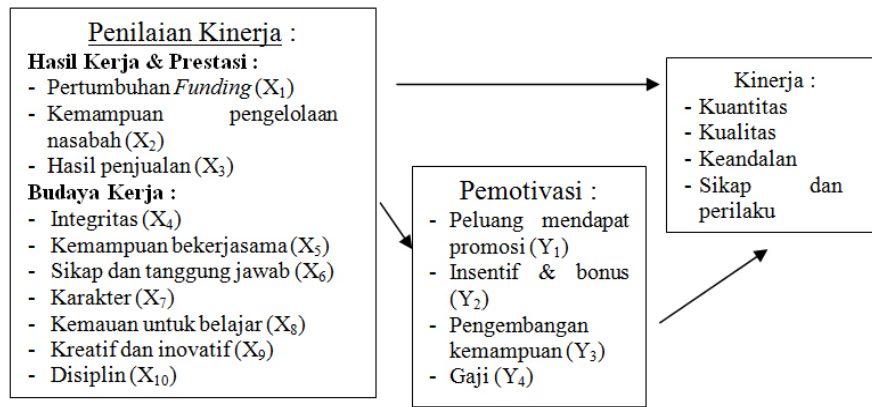 Penilaian Kinerja :
Hasil Kerja & Prestasi :
- Pertumbuhan Funding (X₁)
- Kemampuan pengelolaan
nasabah (X₂)
- Hasil penjualan (X₃)
Budaya Kerja :
- Integritas (X₄)
- Kemampuan bekerjasama (X₅)
- Sikap dan tanggung jawab (X₆)
- Karakter (X₇)
- Kemauan untuk belajar (X₈)
- Kreatif dan inovatif (X₉)
- Disiplin (X₁₀)
Pemotivasi :
- Peluang mendapat
promosi (Y₁)
- Insentif & bonus
(Y₂)
- Pengembangan
kemampuan (Y₃)
- Gaji (Y₄)
Kinerja :
- Kuantitas
- Kualitas
- Keandalan
- Sikap dan
perilaku